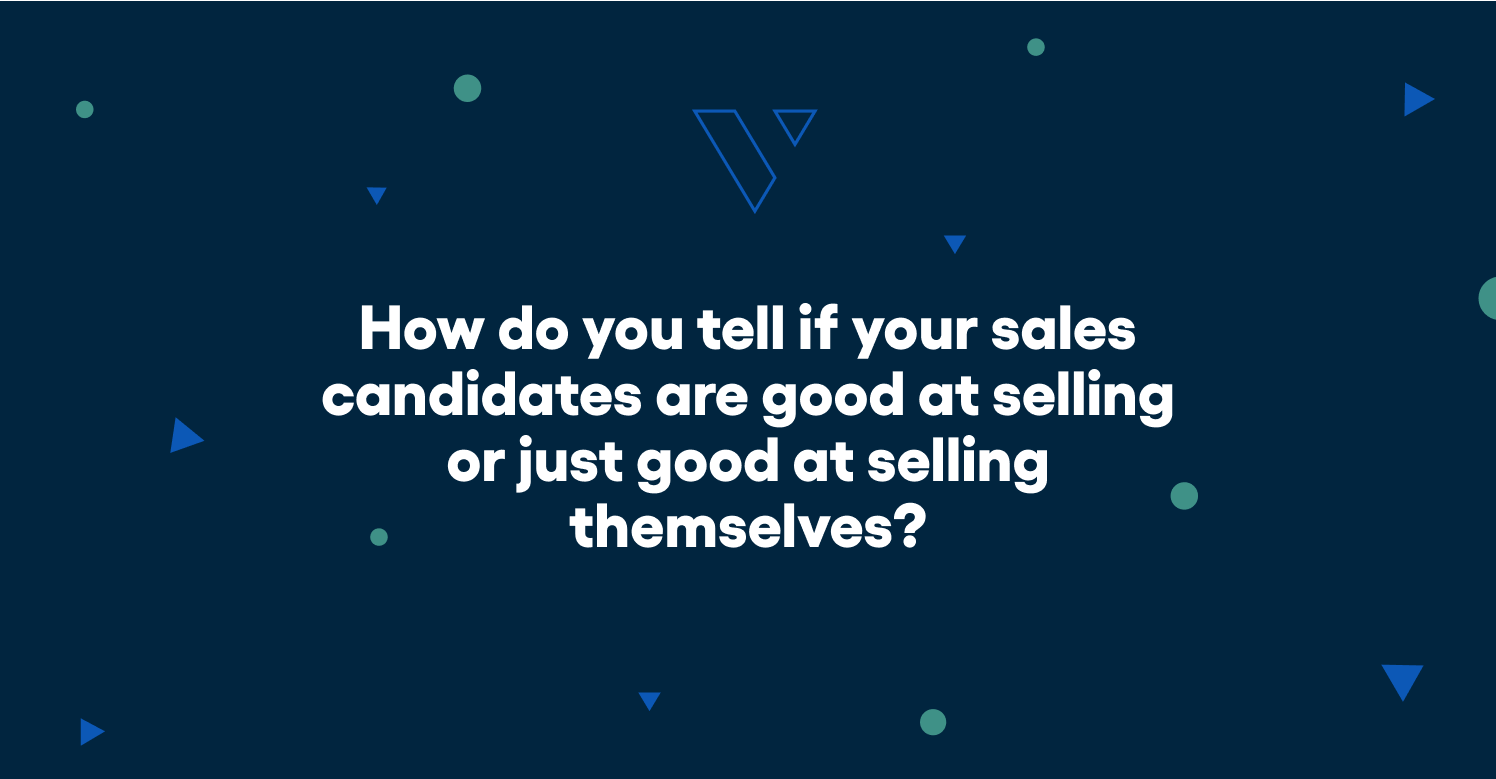 How do you tell if your sales
candidates are good at selling
or just good at selling
themselves?